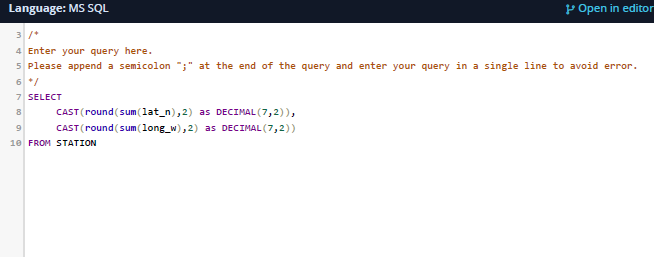 Language: MS SQL
Open in editor
3 /*
4 Enter your query here.
5 Please append a semicolon ";" at the end of the query and enter your query in a single line to avoid error.
6 */
7 SELECT
8 CAST(round(sum(lat_n),2) as DECIMAL(7,2)),
9 CAST(round(sum(long_w),2) as DECIMAL(7,2))
10 FROM STATION